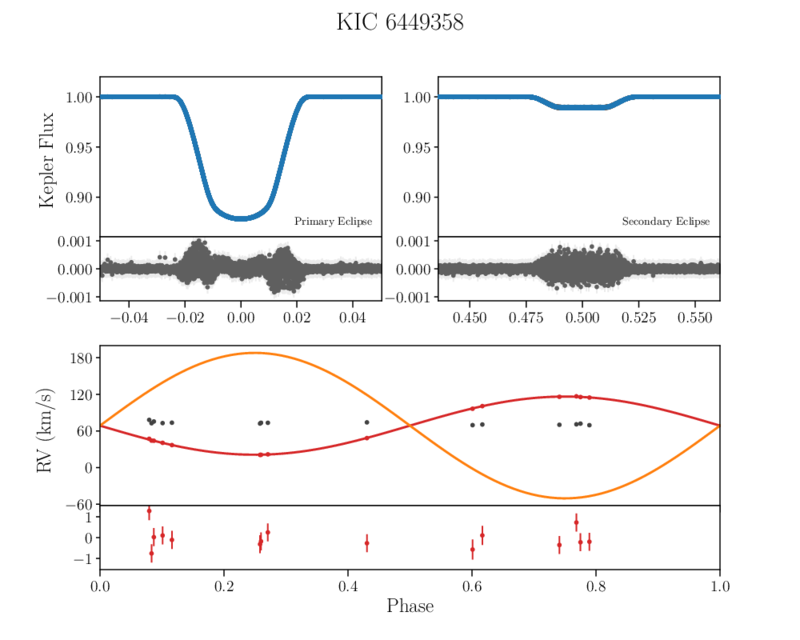 KIC 6449358
Kepler Flux
1.00
0.95
0.90
Primary Eclipse
1.00
0.95
0.90
Secondary Eclipse
0.001
0.000
−0.001
−0.04 −0.02 0.00 0.02 0.04
0.001
0.000
−0.001
0.450 0.475 0.500 0.525 0.550
RV (km/s)
180
120
60
0
−60
1
0
−1
0.0 0.2 0.4 0.6 0.8 1.0
Phase